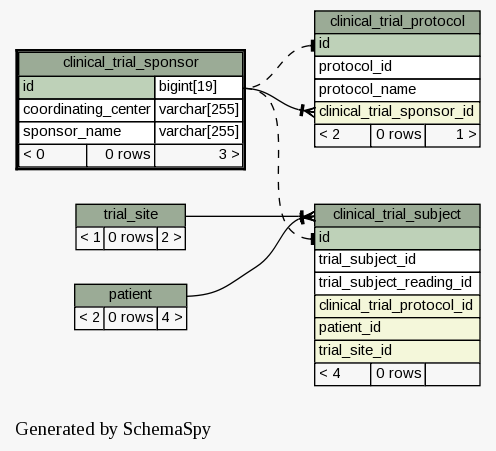 clinical_trial_sponsor
id bigint[19]
coordinating_center varchar[255]
sponsor_name varchar[255]
< 0 0 rows 3 >
clinical_trial_protocol
id
protocol_id
protocol_name
clinical_trial_sponsor_id
< 2 0 rows 1 >
trial_site
< 1 0 rows 2 >
patient
< 2 0 rows 4 >
clinical_trial_subject
id
trial_subject_id
trial_subject_reading_id
clinical_trial_protocol_id
patient_id
trial_site_id
< 4 0 rows
Generated by SchemaSpy